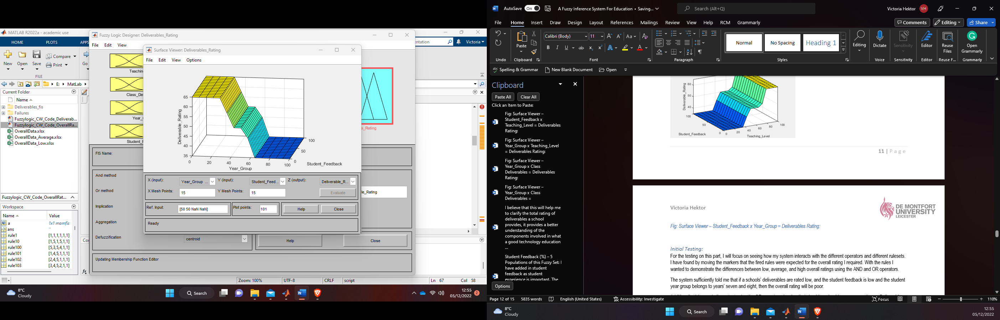 MATLAB R2022a - academic use
HOME
PLOTS
APPS
entation
Victoria
New
Open
Save
Compare
Print
Go
FILE
E:
MatLab
Current Folder
Name
Deliverables_fis
Failures
Fuzzylogic_CW_Code_Deliverab...
Fuzzylogic_CW_Code_OverallRa...
OverallData.xlsx
OverallData_Average.xlsx
OverallData_Low.xlsx
Fuzzylogic_CW_Code_OverallRat...
Workspace
Name
Value
a
1x1 mamfis
ans
''
rule1
[1,1,1,1,1,1]
rule10
[1,5,1,5,1,1]
rule100
[5,3,5,4,1,1]
rule101
[1,4,5,1,1,1]
rule102
[2,4,5,1,1,1]
rule103
[3,4,5,2,1,1]
Fuzzy Logic Designer: Deliverables_Rating
File Edit View
Teaching
Class_De
Year_
Student_F
e_Rating
FIS Name:
And method
Or method
Implication
Aggregation
Defuzzification
centroid
le_Rating
Help
Close
Updating Membership Function Editor
Surface Viewer: Deliverables_Rating
File Edit View Options
Deliverable_Rating
65
60
55
50
45
40
35
0
20
40
60
80
100
Year_Group
0
50
100
Student_Feedback
X (input):
Year_Group ...
Y (input):
Student_Feed...
Z (output):
Deliverable_R...
X Mesh Points:
15
Y Mesh Points:
15
Evaluate
Ref. Input:
[50 50 NaN NaN]
Plot points:
101
Help
Close
Ready
Zoom: 100%
UTF-8
CRLF
script
Ln 67
Col 58
8°C
Cloudy
Search
12:55
05/12/2022
2
AutoSave
On
A Fuzzy Inference System For Education • Saving...
Search (Alt+Q)
Victoria Hektor
VH
File Home Insert Draw Design Layout References Mailings Review View Help RCM Grammarly
Comments
Editing
Share
Paste
Calibri (Body)
11
Normal
No Spacing
Heading 1
Editing
Dictate
Sensitivity
Editor
Reuse
Files
Open
Grammarly
Undo
Clipboard
Font
Paragraph
Styles
Voice
Sensitivity
Editor
Reuse F...
Grammarly
Spelling & Grammar
New Blank Document
Open
Clipboard
Paste All
Clear All
Click an Item to Paste:
Fig: Surface Viewer –
Student_Feedback x
Teaching_Level = Deliverables
Rating:
Fig: Surface Viewer –
Year_Group x Teaching_Level
= Deliverables Rating:
Fig: Surface Viewer –
Year_Group x Class
Deliverables = Deliverables
Rating:
Fig: Surface Viewer –
Year_Group x Class
Deliverables =
I believe that this will help me
to clarify the total rating of
deliverables a school
provides, it provides a better
understanding of the
components involved in what
a good technology education
...
Student Feedback (%) – 5
Populations of this Fuzzy Set: I
have added in student
feedback as student
experience is important. The
Options
Deliverable_Rating
60
50
40
100
50
0
Student_Feedback
0
20
40
60
80
100
Teaching_Level
11 | Page
Victoria Hektor
DE MONTFORT
UNIVERSITY
LEICESTER
Fig: Surface Viewer – Student_Feedback x Year_Group = Deliverables Rating:
Initial Testing:
For the testing on this part, I will focus on seeing how my system interacts with the different operators and different rulesets.
I have found by moving the markers that the fired rules were expected for the overall rating I required. With the rules I
wanted to demonstrate the differences between low, average, and high overall ratings using the AND and OR operators.
The system sufficiently told me that if a schools' deliverables are rated low, and the student feedback is low and the student
year group belongs to years' seven and eight, then the overall rating will be poor.
Page 12 of 15
5835 words
English (United States)
Accessibility: Investigate
Focus
110%
8°C
Cloudy
Search
12:55
05/12/2022